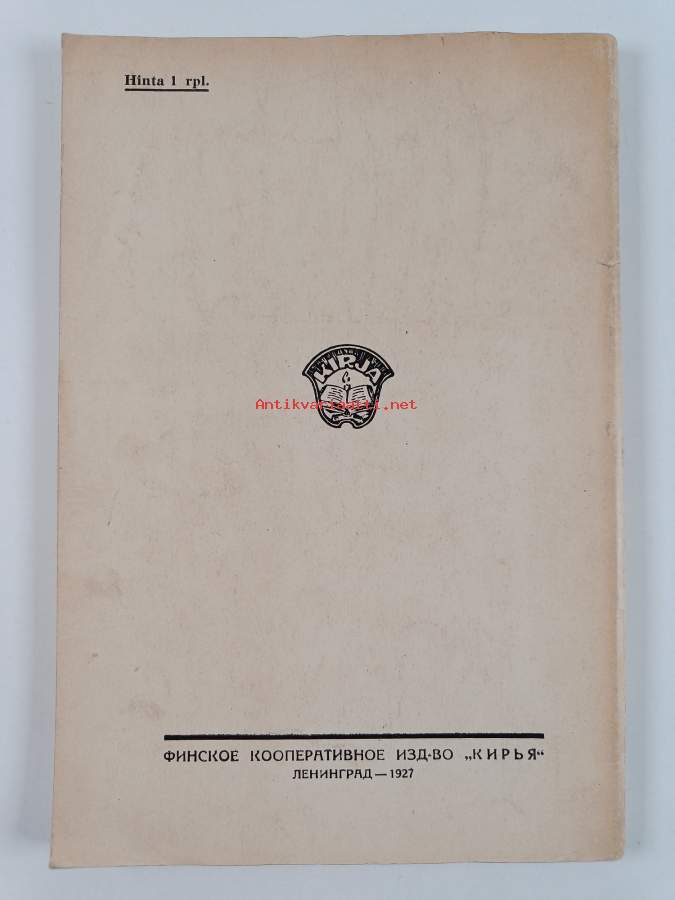 Hinta 1 rpl.
KIRJA
Antikvariaatti.net
ФИНСКОЕ КООПЕРАТИВНОЕ ИЗД-ВО „КИРЬЯ“
ЛЕНИНГРАД—1927